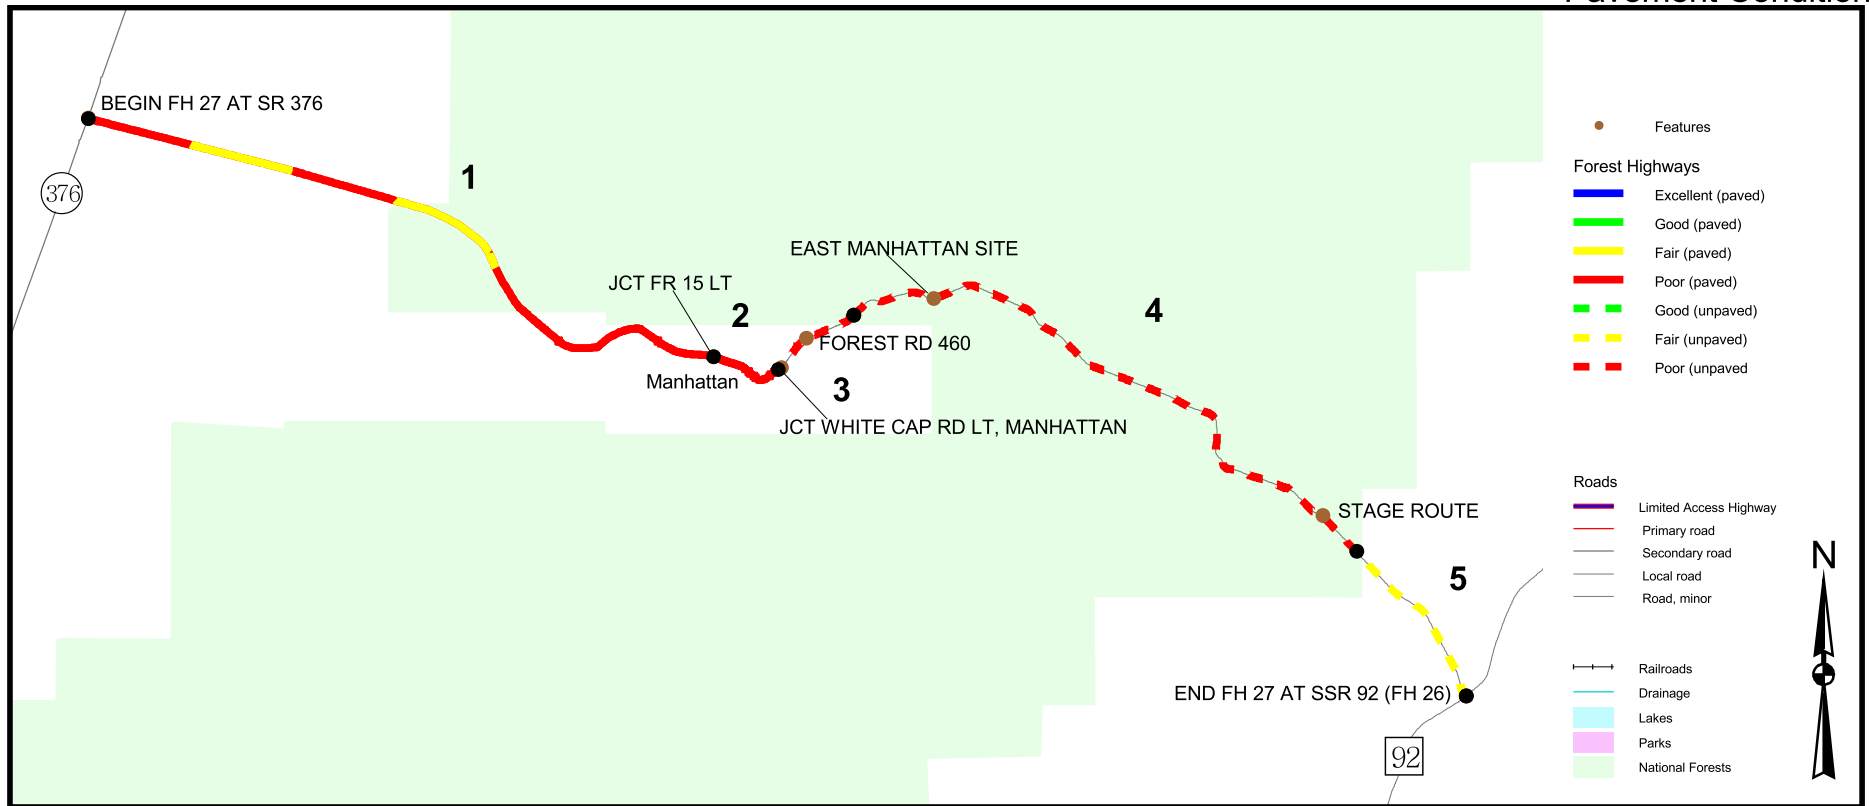 Pavement Condition
BEGIN FH 27 AT SR 376
376
1
EAST MANHATTAN SITE
JCT FR 15 LT
2
4
FOREST RD 460
Manhattan
3
JCT WHITE CAP RD LT, MANHATTAN
STAGE ROUTE
5
END FH 27 AT SSR 92 (FH 26)
92
Features
Forest Highways
Excellent (paved)
Good (paved)
Fair (paved)
Poor (paved)
Good (unpaved)
Fair (unpaved)
Poor (unpaved
Roads
Limited Access Highway
Primary road
Secondary road
Local road
Road, minor
Railroads
Drainage
Lakes
Parks
National Forests
N